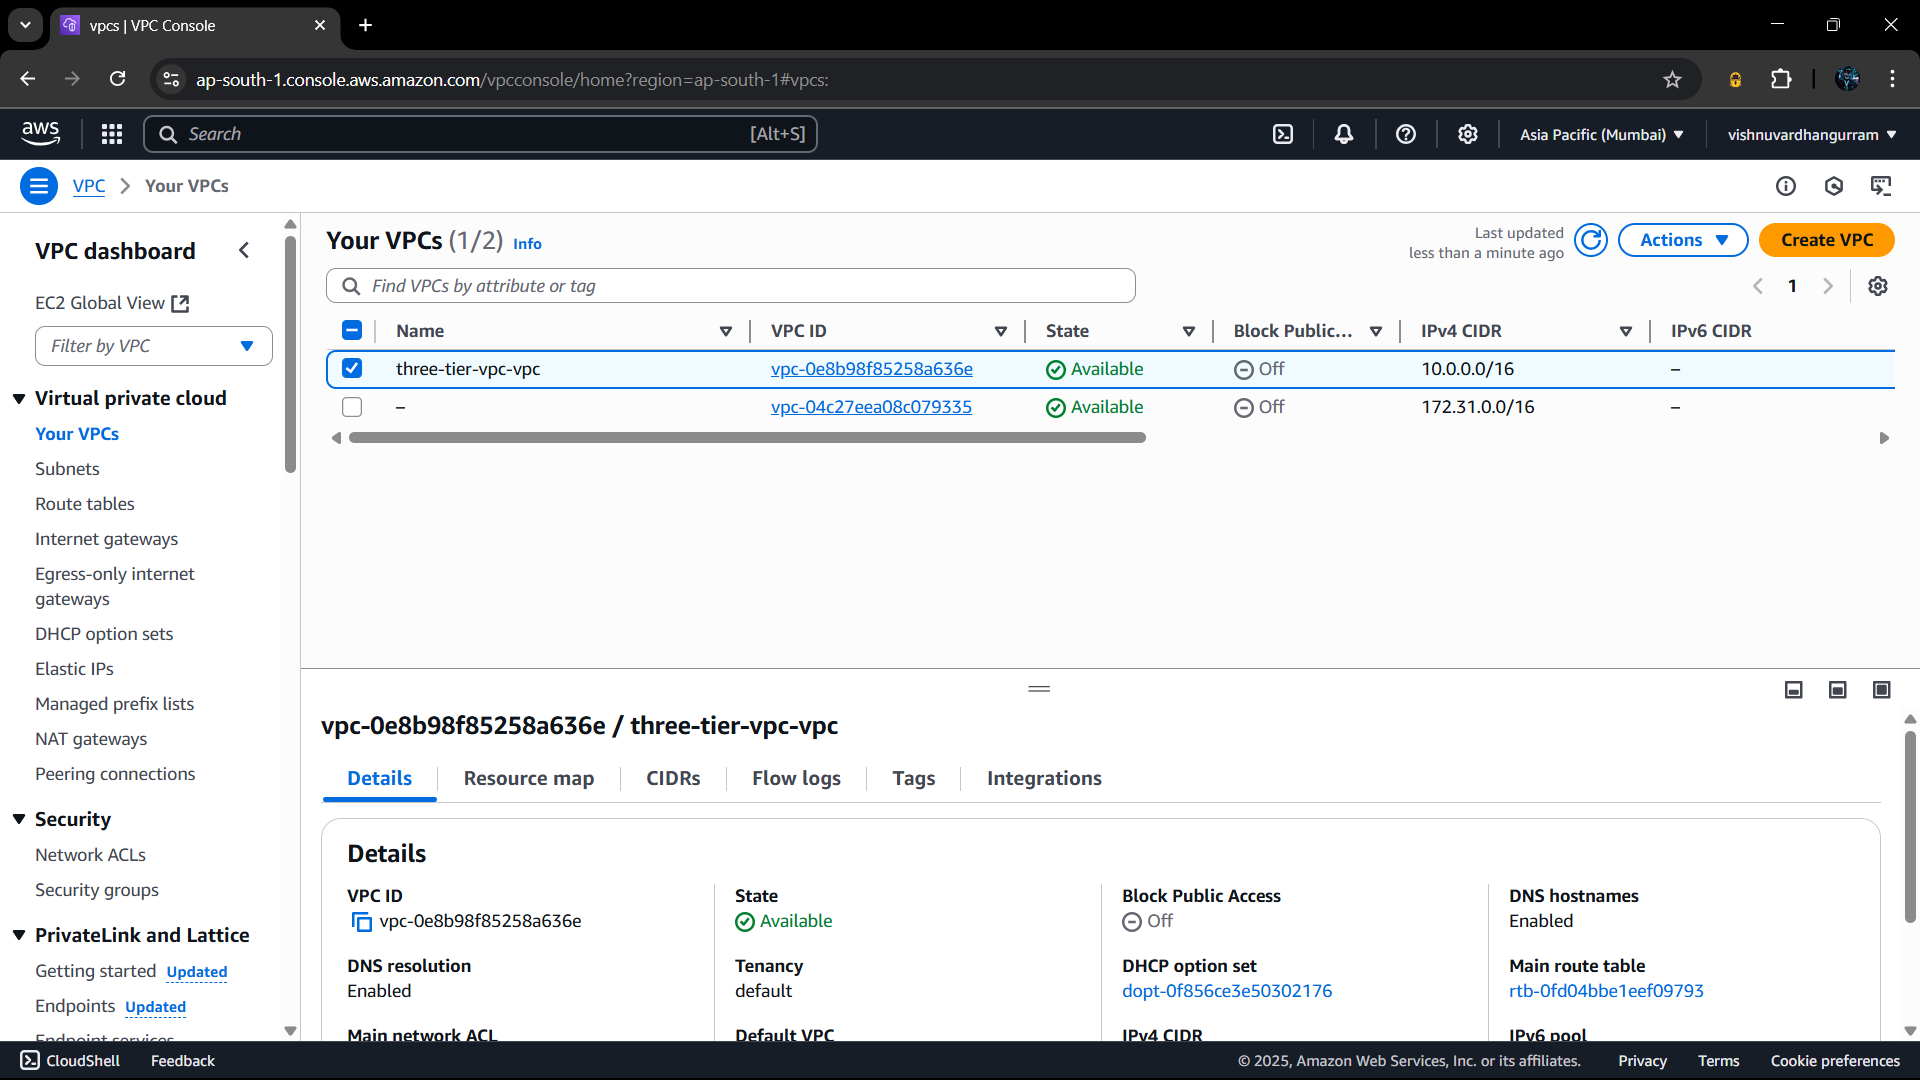 vpcs | VPC Console
ap-south-1.console.aws.amazon.com/vpcconsole/home?region=ap-south-1#vpcs:
aws
Search
[Alt+S]
Asia Pacific (Mumbai)
vishnuvardhangurram
VPC
Your VPCs
VPC dashboard
EC2 Global View
Filter by VPC
Virtual private cloud
Your VPCs
Subnets
Route tables
Internet gateways
Egress-only internet
gateways
DHCP option sets
Elastic IPs
Managed prefix lists
NAT gateways
Peering connections
Security
Network ACLs
Security groups
PrivateLink and Lattice
Getting started Updated
Endpoints Updated
Endpoint services
Your VPCs (1/2) Info
Last updated
less than a minute ago
Actions
Create VPC
Find VPCs by attribute or tag
1
Name VPC ID State Block Public... IPv4 CIDR IPv6 CIDR
three-tier-vpc-vpc vpc-0e8b98f85258a636e Available Off 10.0.0.0/16 –
– vpc-04c27eea08c079335 Available Off 172.31.0.0/16 –
vpc-0e8b98f85258a636e / three-tier-vpc-vpc
Details Resource map CIDRs Flow logs Tags Integrations
Details
VPC ID
vpc-0e8b98f85258a636e
State
Available
Block Public Access
Off
DNS hostnames
Enabled
DNS resolution
Enabled
Tenancy
default
DHCP option set
dopt-0f856ce3e50302176
Main route table
rtb-0fd04bbe1eef09793
Main network ACL
Default VPC
IPv4 CIDR
IPv6 pool
CloudShell
Feedback
© 2025, Amazon Web Services, Inc. or its affiliates.
Privacy
Terms
Cookie preferences